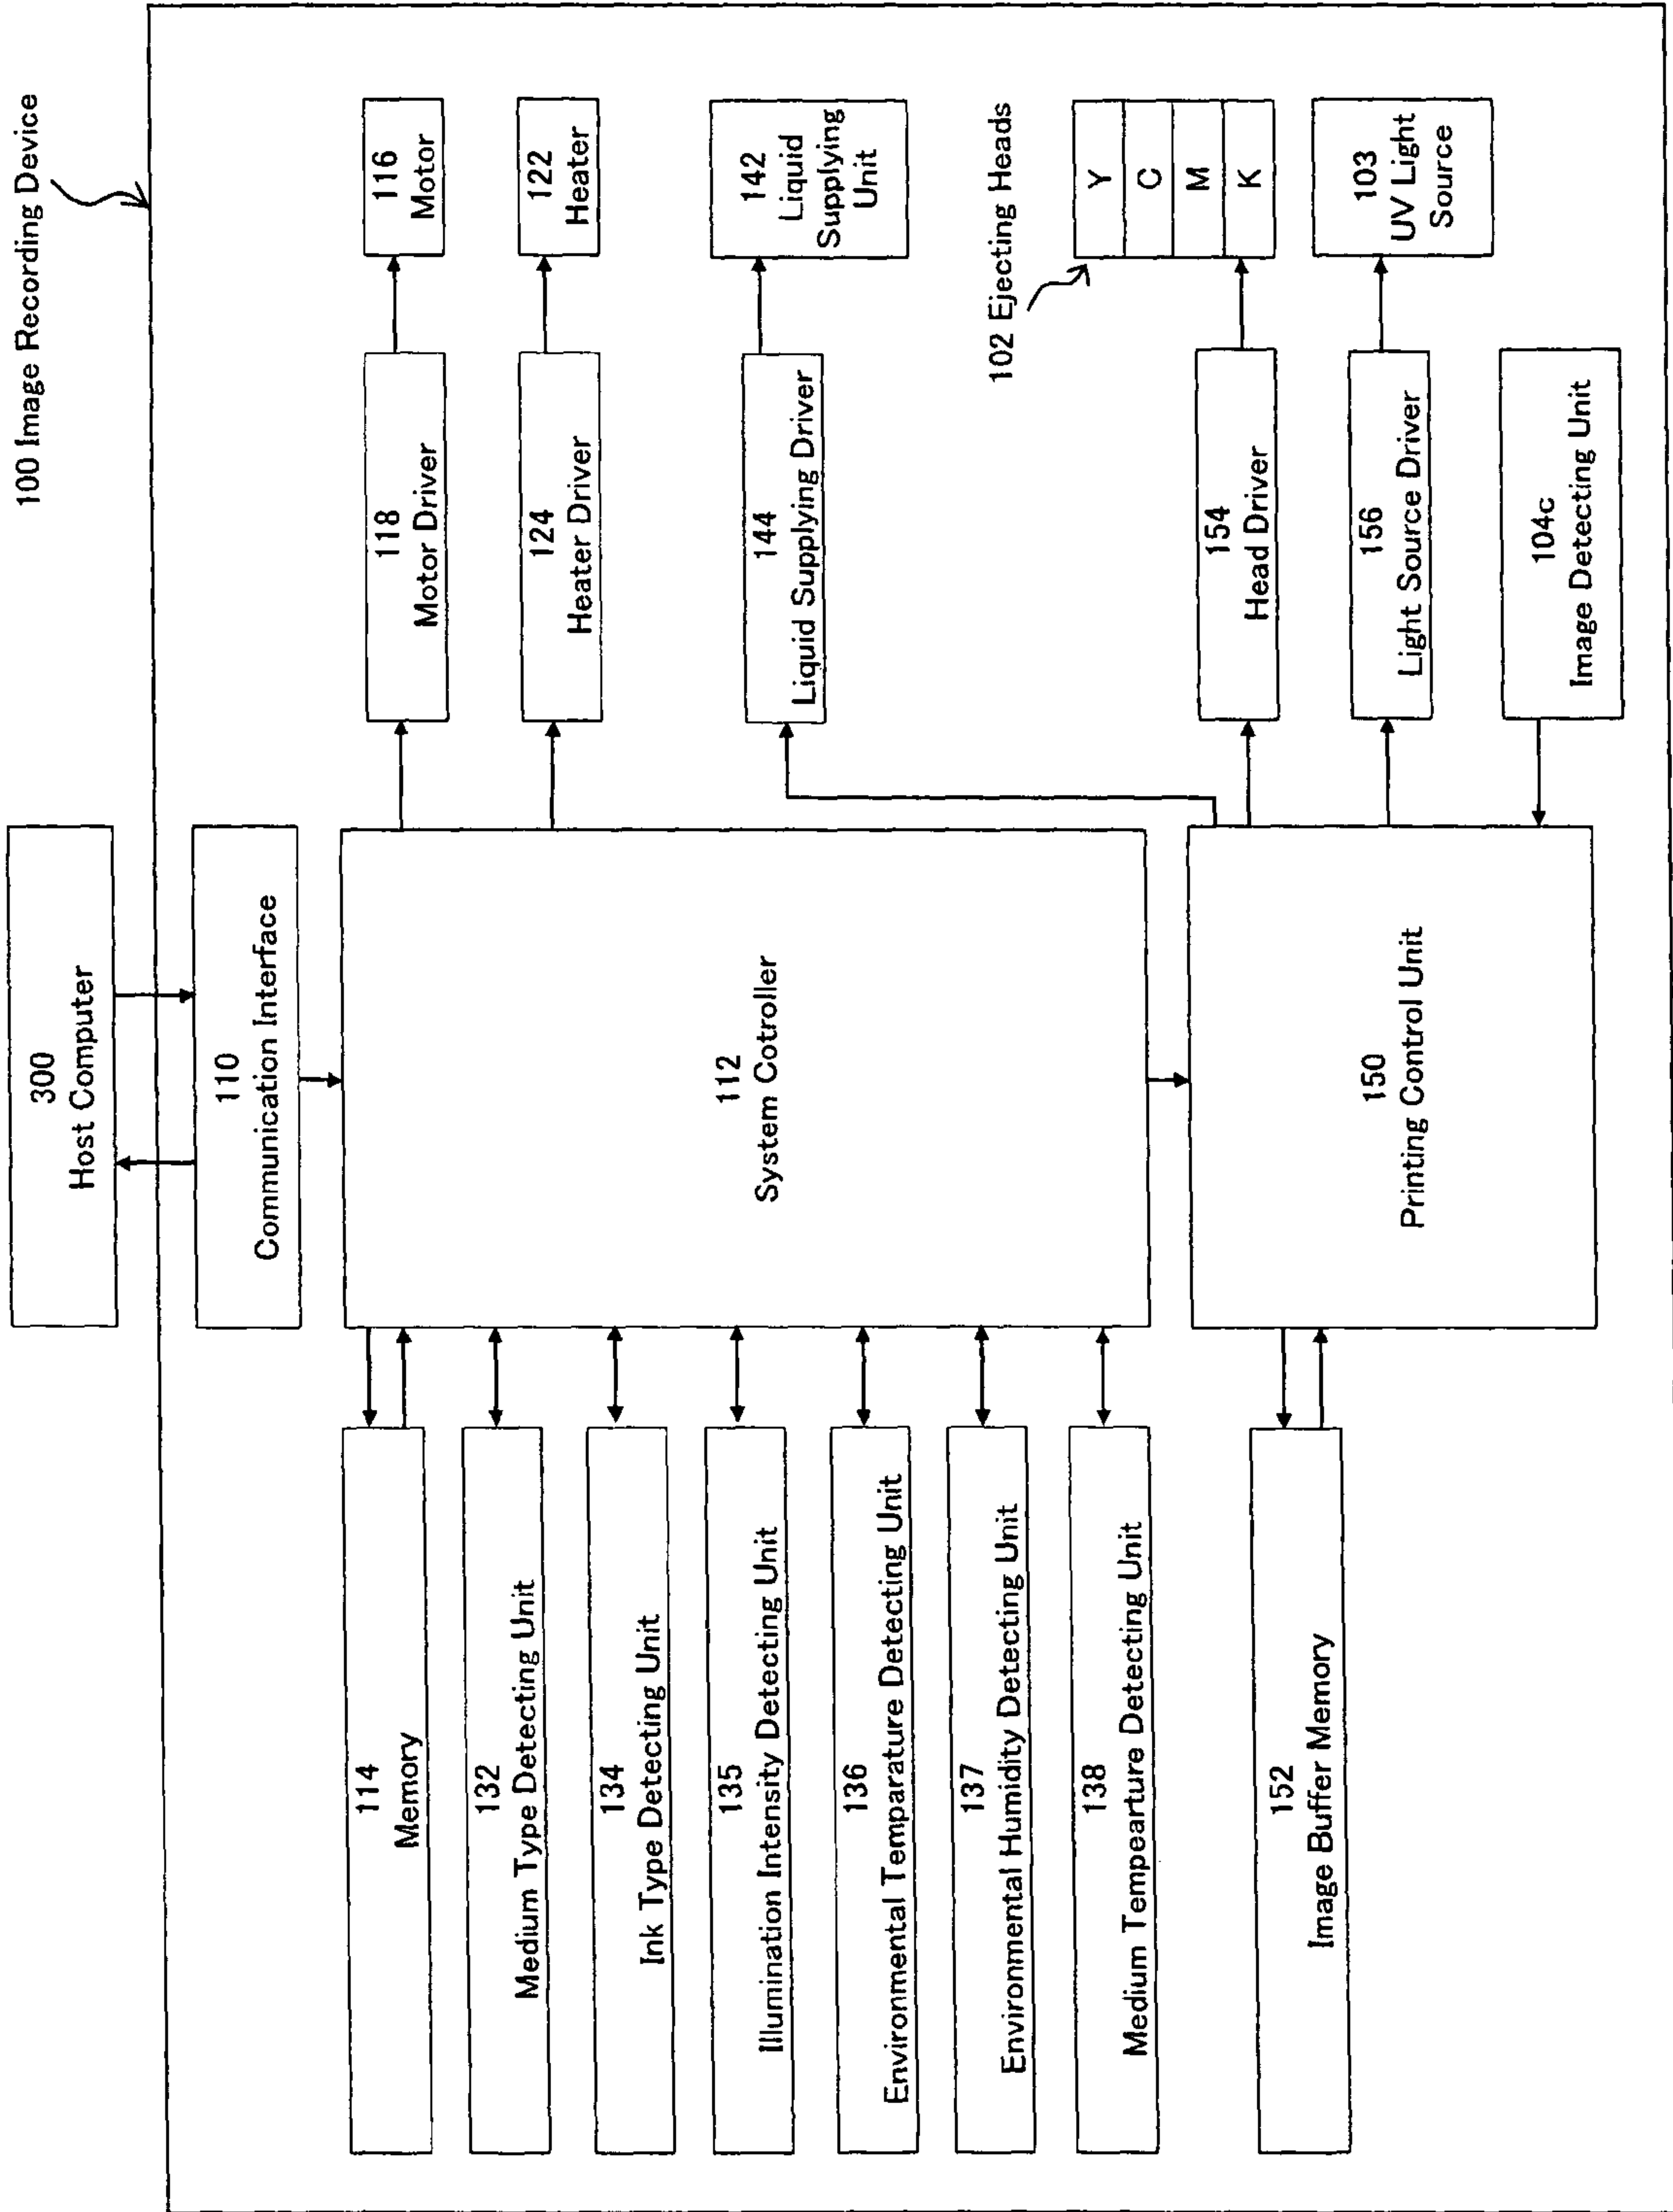 100 Image Recording Device
300
Host Computer
110
Communication Interface
112
System Cotroller
150
Printing Control Unit
114
Memory
132
Medium Type Detecting Unit
134
Ink Type Detecting Unit
135
Illumination Intensity Detecting Unit
136
Environmental Temparature Detecting Unit
137
Environmental Humidity Detecting Unit
138
Medium Tempearture Detecting Unit
152
Image Buffer Memory
118
Motor Driver
116
Motor
124
Heater Driver
122
Heater
144
Liquid Supplying Driver
142
Liquid
Supplying
Unit
102 Ejecting Heads
Y
C
M
K
154
Head Driver
156
Light Source Driver
103
UV Light
Source
104c
Image Detecting Unit